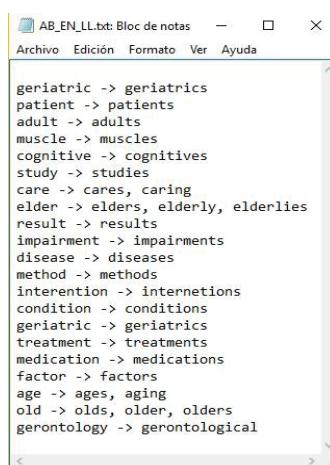 AB_EN_LL.txt: Bloc de notas
Archivo Edición Formato Ver Ayuda
geriatric -> geriatrics
patient -> patients
adult -> adults
muscle -> muscles
cognitive -> cognitives
study -> studies
care -> cares, caring
elder -> elders, elderly, elderlies
result -> results
impairment -> impairments
disease -> diseases
method -> methods
interention -> internetions
condition -> conditions
geriatric -> geriatrics
treatment -> treatments
medication -> medications
factor -> factors
age -> ages, aging
old -> olds, older, olders
gerontology -> gerontological